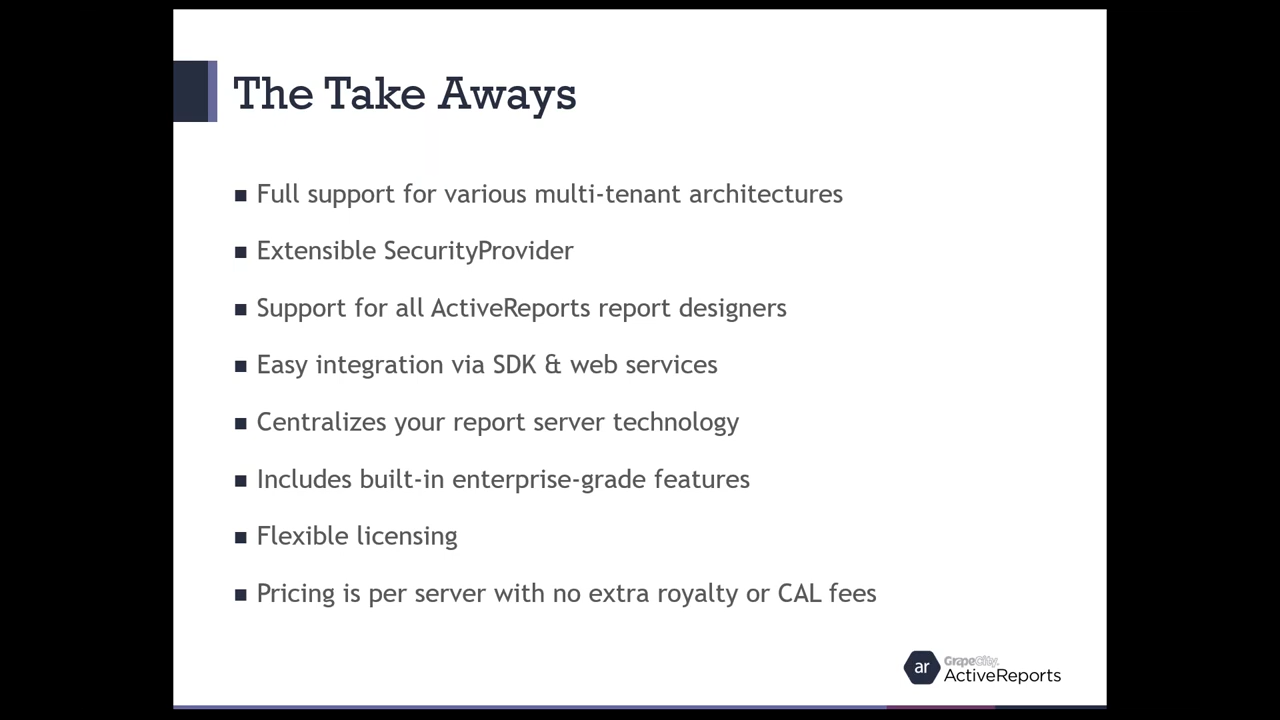 The Take Aways
Full support for various multi-tenant architectures
Extensible SecurityProvider
Support for all ActiveReports report designers
Easy integration via SDK & web services
Centralizes your report server technology
Includes built-in enterprise-grade features
Flexible licensing
Pricing is per server with no extra royalty or CAL fees
ar
GrapeCity.
ActiveReports